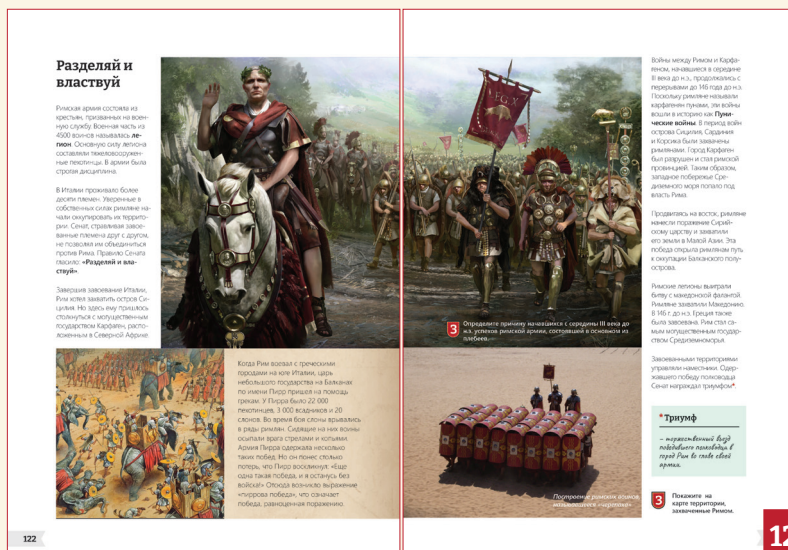 Разделяй и
властвуй
Римская армия состояла из
крестьян, призванных на воен-
ную службу. Военная часть из
4500 воинов называлась ле-
гион. Основную силу легиона
составляли тяжеловооружен-
ные пехотинцы. В армии была
строгая дисциплина.
В Италии проживало более
десяти племен. Уверенные в
собственных силах римляне на-
чали оккупировать их террито-
рии. Сенат, стравливая завое-
ванные племена друг с другом,
не позволял им объединиться
против Рима. Правило Сената
гласило: «Разделяй и вла-
ствуй».
Завершив завоевание Италии,
Рим хотел захватить остров Си-
цилия. Но здесь ему пришлось
столкнуться с могущественным
государством Карфаген, распо-
ложенным в Северной Африке.
Когда Рим воевал с греческими
городами на юге Италии, царь
небольшого государства на Балканах
по имени Пирр пришел на помощь
грекам. У Пирра было 22 000
пехотинцев, 3 000 всадников и 20
слонов. Во время боя слоны врывались
в ряды римлян. Сидящие на них воины
осыпали врага стрелами и копьями.
Армия Пирра одержала несколько
таких побед. Но он понес столько
потерь, что Пирр воскликнул: «Еще
одна такая победа, и я останусь без
войска!» Отсюда возникло выражение
«пиррова победа», что означает
победа, равноценная поражению.
122
3 Определите причину начавшихся с середины III века до
н.э. успехов римской армии, состоявшей в основном из
плебеев.
Построение римских воинов,
называющееся «черепаха»
Войны между Римом и Карфа-
геном, начавшиеся в середине
III века до н.э., продолжались с
перерывами до 146 года до н.э.
Поскольку римляне называли
карфагенян пунами, эти войны
вошли в историю как Пуни-
ческие войны. В период войн
острова Сицилия, Сардиния
и Корсика были захвачены
римлянами. Город Карфаген
был разрушен и стал римской
провинцией. Таким образом,
западное побережье Сре-
диземного моря попало под
власть Рима.
Продвигаясь на восток, римляне
нанесли поражение Сирий-
скому царству и захватили
его земли в Малой Азии. Эта
победа открыла римлянам путь
к оккупации Балканского полу-
острова.
Римские легионы выиграли
битву с македонской фалангой.
Римляне захватили Македонию.
В 146 г. до н.э. Греция также
была завоевана. Рим стал са-
мым могущественным государ-
ством Средиземноморья.
Завоеванными территориями
управляли наместники. Одер-
жавшего победу полководца
Сенат награждал триумфом*.
*Триумф
– торжественный въезд
победившего полководца в
город Рим во главе своей
армии.
3 Покажите на
карте территории,
захваченные Римом.
12